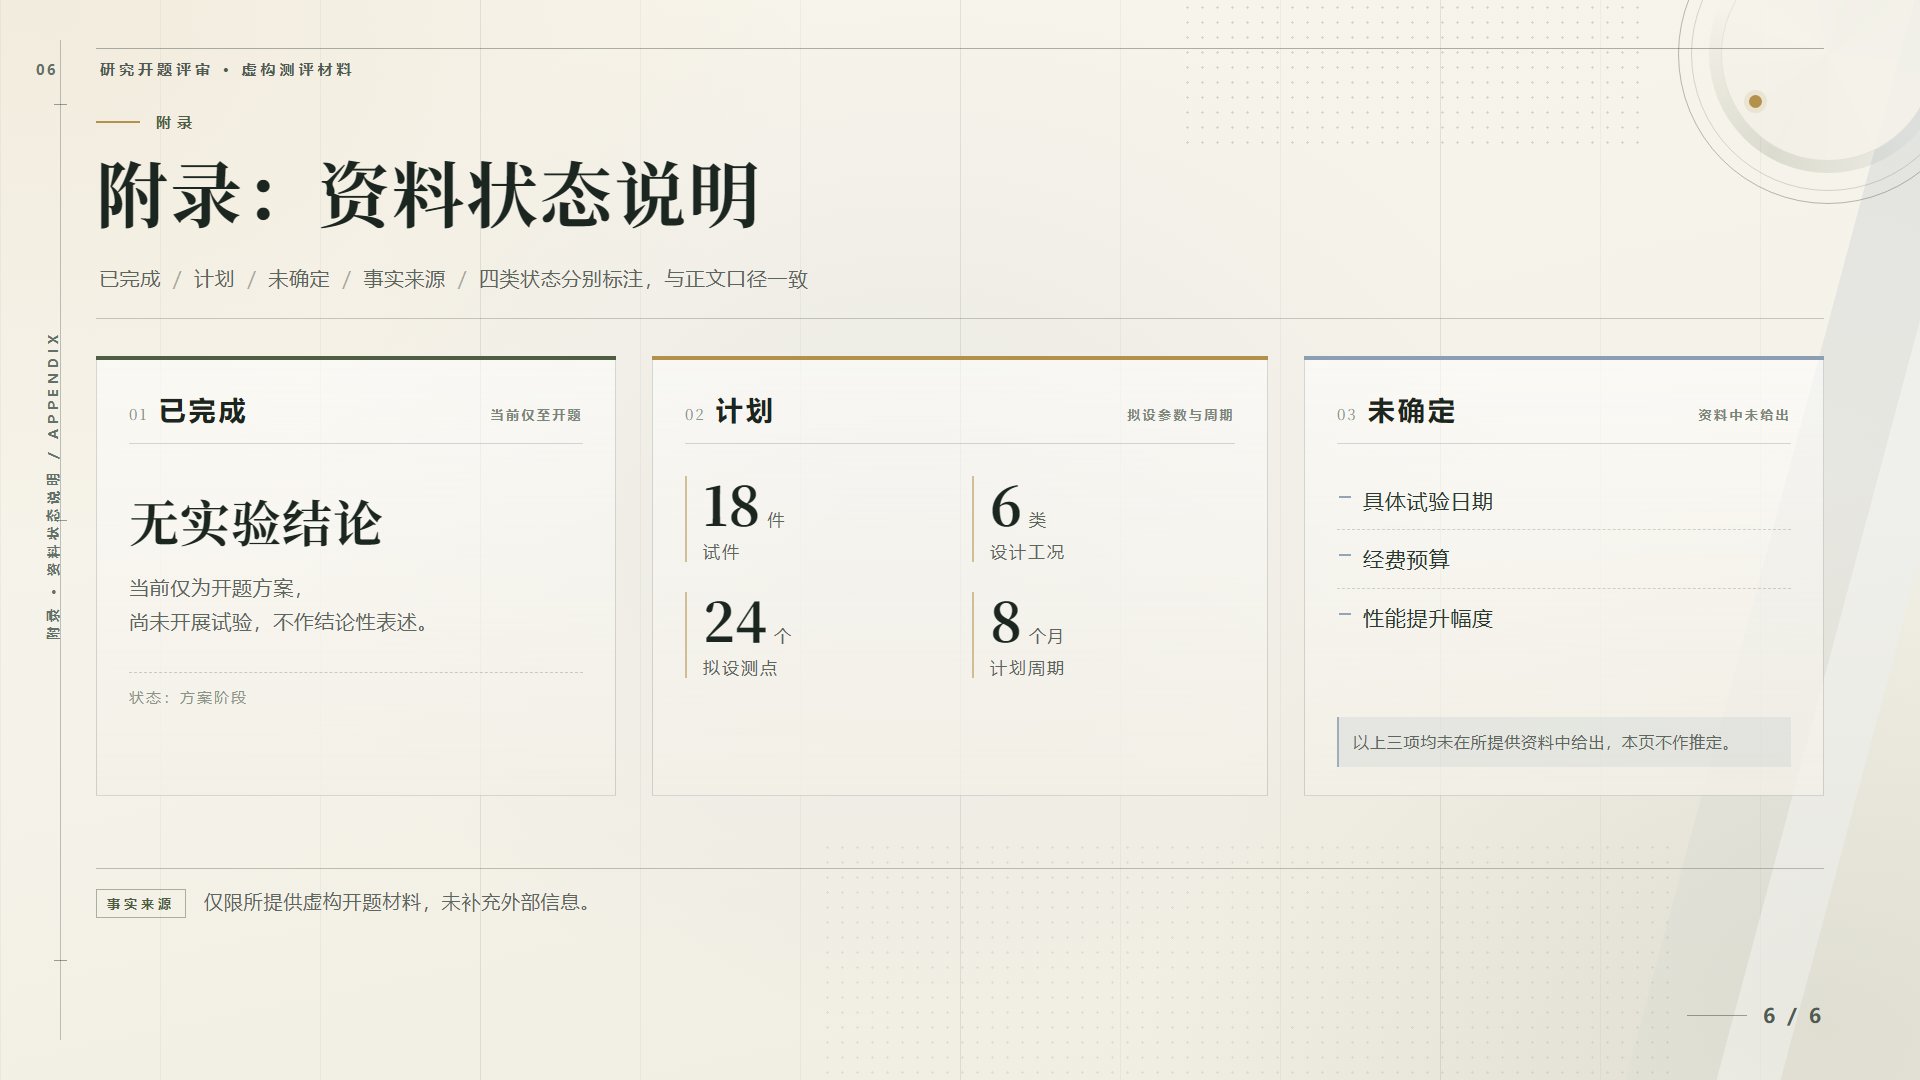 06
研究开题评审 • 虚构测评材料
附录
附录：资料状态说明
已完成 / 计划 / 未确定 / 事实来源 / 四类状态分别标注，与正文口径一致
附录 • 资料状态说明 / APPENDIX
01 已完成
当前仅至开题
无实验结论
当前仅为开题方案，
尚未开展试验，不作结论性表述。
状态：方案阶段
02 计划
拟设参数与周期
18 件
试件
6 类
设计工况
24 个
拟设测点
8 个月
计划周期
03 未确定
资料中未给出
具体试验日期
经费预算
性能提升幅度
以上三项均未在所提供资料中给出，本页不作推定。
事实来源
仅限所提供虚构开题材料，未补充外部信息。
6 / 6